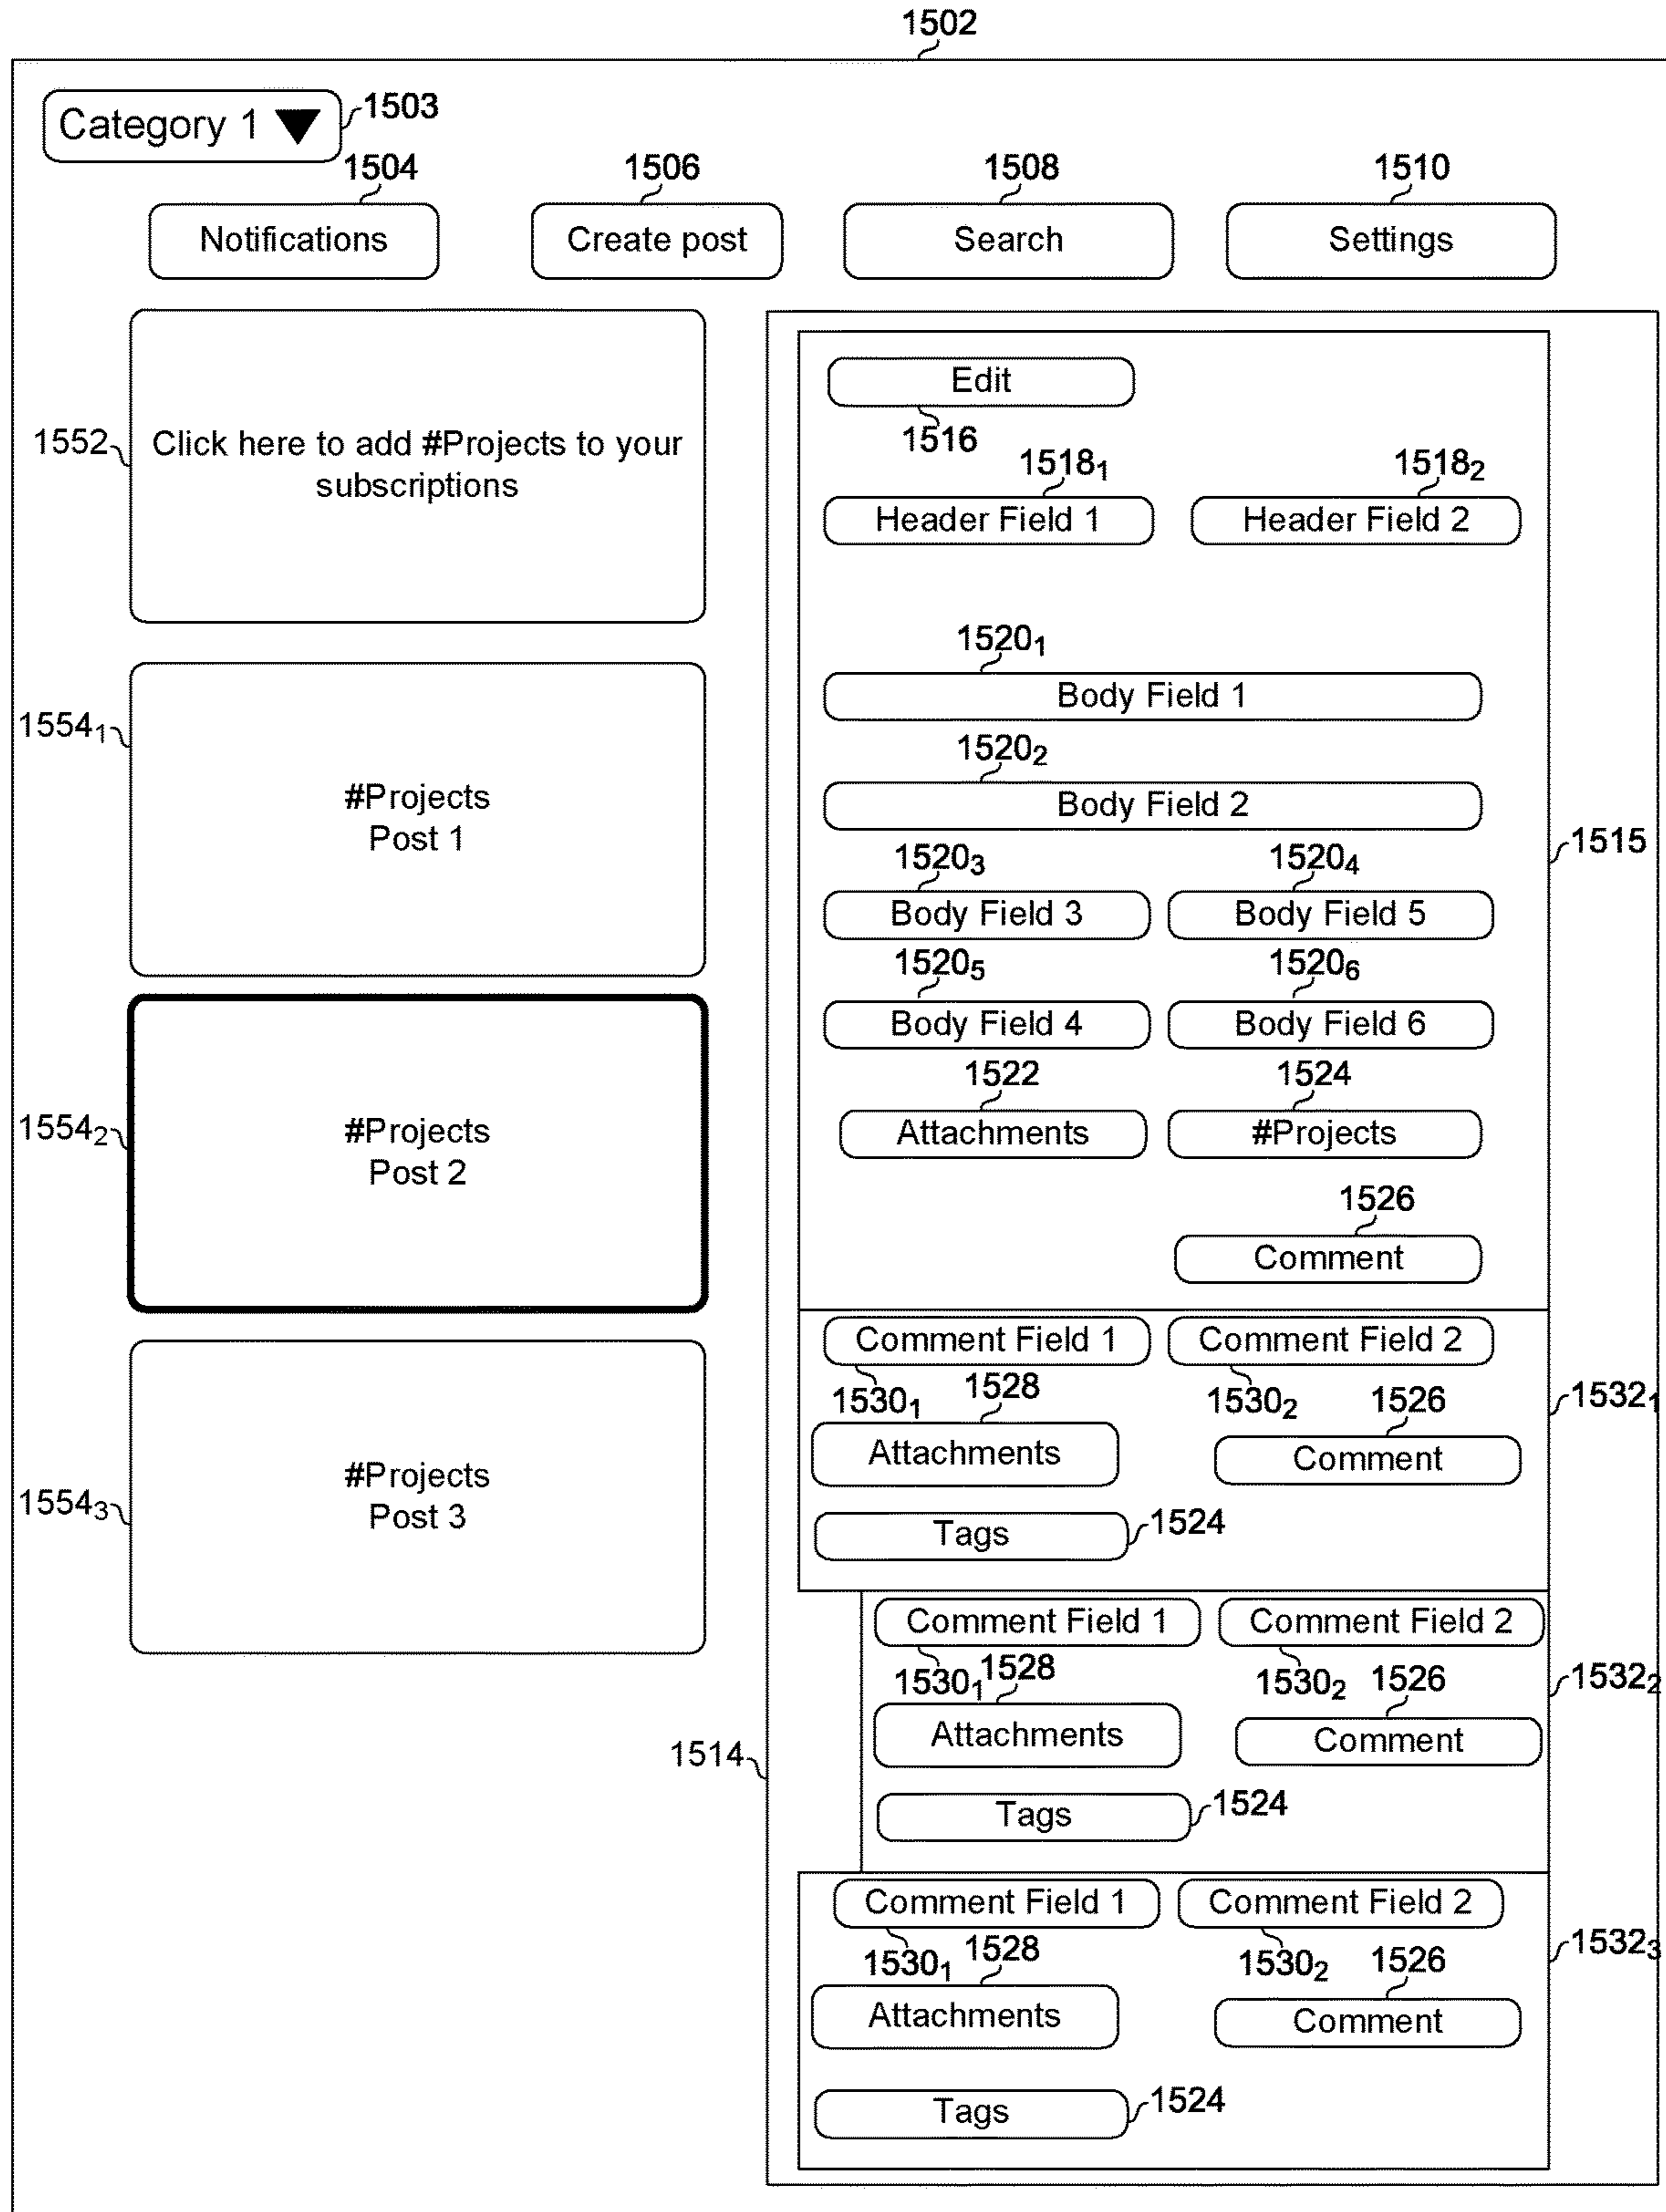 1502
Category 1
1503
1504
1506
1508
1510
Notifications
Create post
Search
Settings
1552
Click here to add #Projects to your
subscriptions
1554₁
#Projects
Post 1
1554₂
#Projects
Post 2
1554₃
#Projects
Post 3
1514
Edit
1516
1518₁
1518₂
Header Field 1
Header Field 2
1520₁
Body Field 1
1520₂
Body Field 2
1515
1520₃
1520₄
Body Field 3
Body Field 5
1520₅
1520₆
Body Field 4
Body Field 6
1522
1524
Attachments
#Projects
1526
Comment
Comment Field 1
Comment Field 2
1530₁
1528
1530₂
1526
1532₁
Attachments
Comment
Tags
1524
Comment Field 1
Comment Field 2
1530₁
1528
1530₂
1526
1532₂
Attachments
Comment
Tags
1524
Comment Field 1
Comment Field 2
1530₁
1528
1530₂
1526
1532₃
Attachments
Comment
Tags
1524